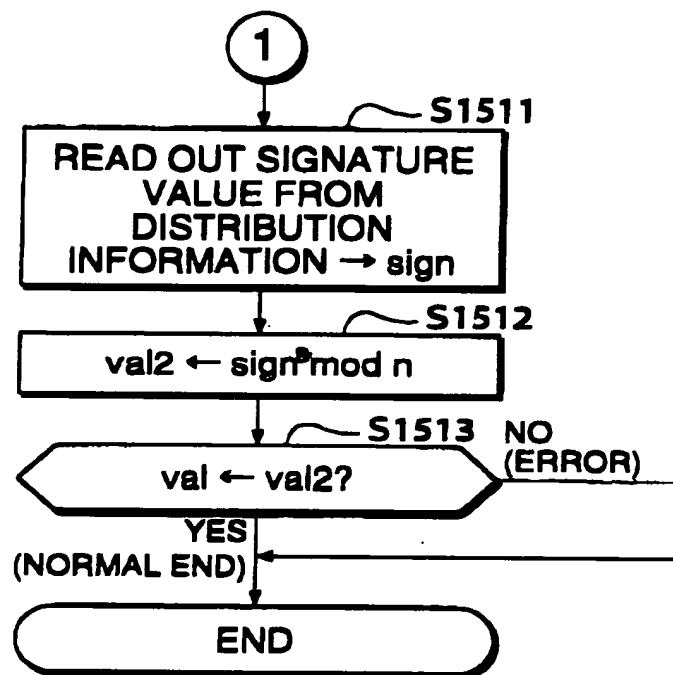 1
S1511
READ OUT SIGNATURE
VALUE FROM
DISTRIBUTION
INFORMATION → sign
S1512
val2 ← sign mod n
S1513
NO
(ERROR)
val ← val2?
YES
(NORMAL END)
END